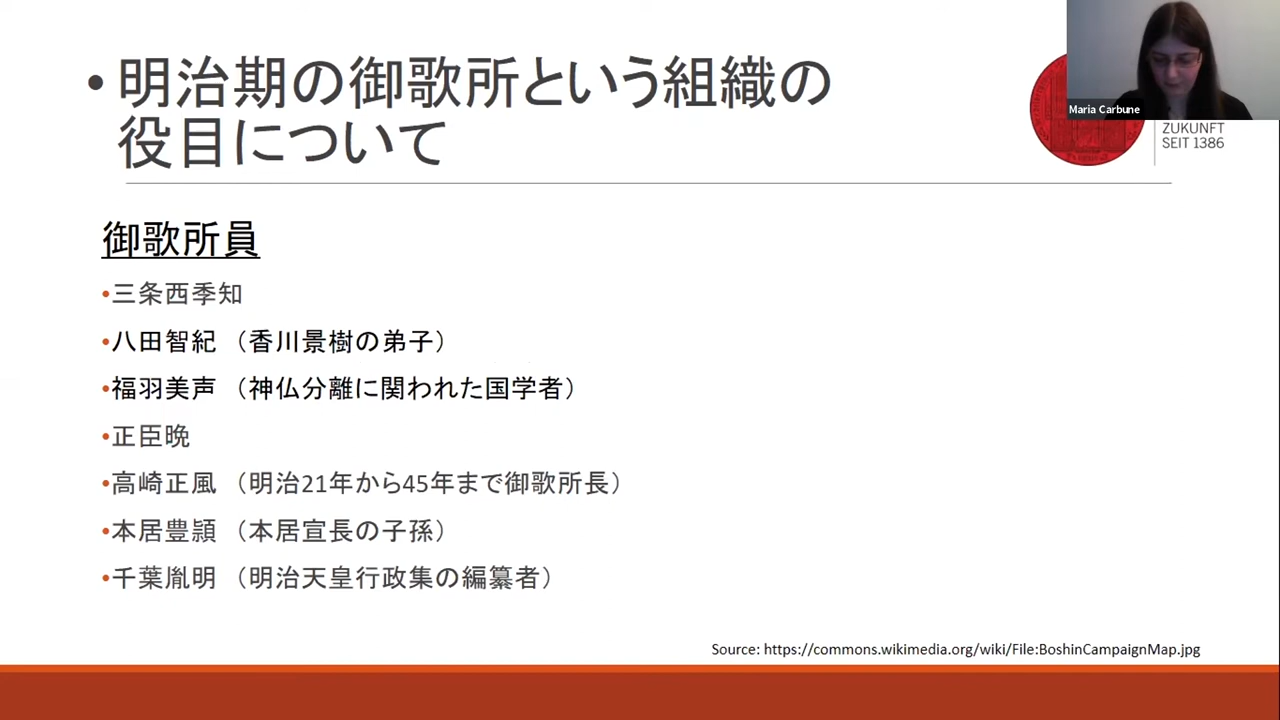 • 明治期の御歌所という組織の
役目について
Maria Carbune
ZUKUNFT
SEIT 1386
御歌所員
•三条西季知
•八田智紀 （香川景樹の弟子）
•福羽美声 （神仏分離に関われた国学者）
•正臣晩
•高崎正風 （明治21年から45年まで御歌所長）
•本居豊頴 （本居宣長の子孫）
•千葉胤明 （明治天皇行政集の編纂者）
Source: https://commons.wikimedia.org/wiki/File:BoshinCampaignMap.jpg